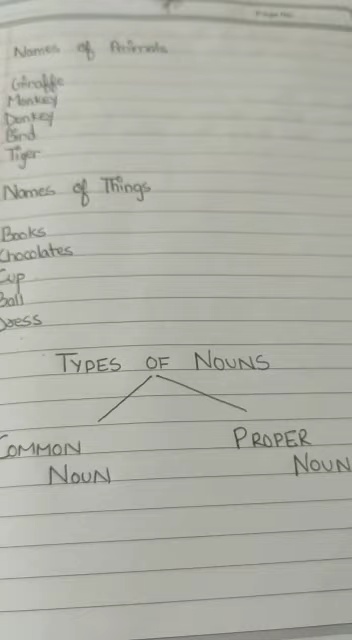 Names of Animals
Giraffe
Monkey
Donkey
Bird
Tiger
Names of Things
Books
Chocolates
Cup
Ball
Dress
TYPES OF NOUNS
COMMON
NOUN
PROPER
NOUN